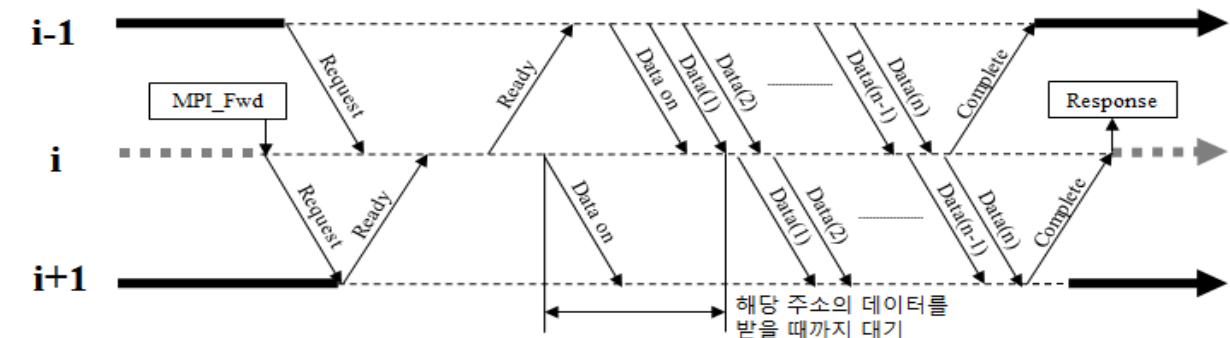 i-1
Request
Ready
Data on
Data(1)
Data(2)
Data(n-1)
Data(n)
Complete
MPI_Fwd
Response
i
Request
Ready
Data on
Data(1)
Data(2)
Data(n-1)
Data(n)
Complete
i+1
해당 주소의 데이터를
받을 때까지 대기